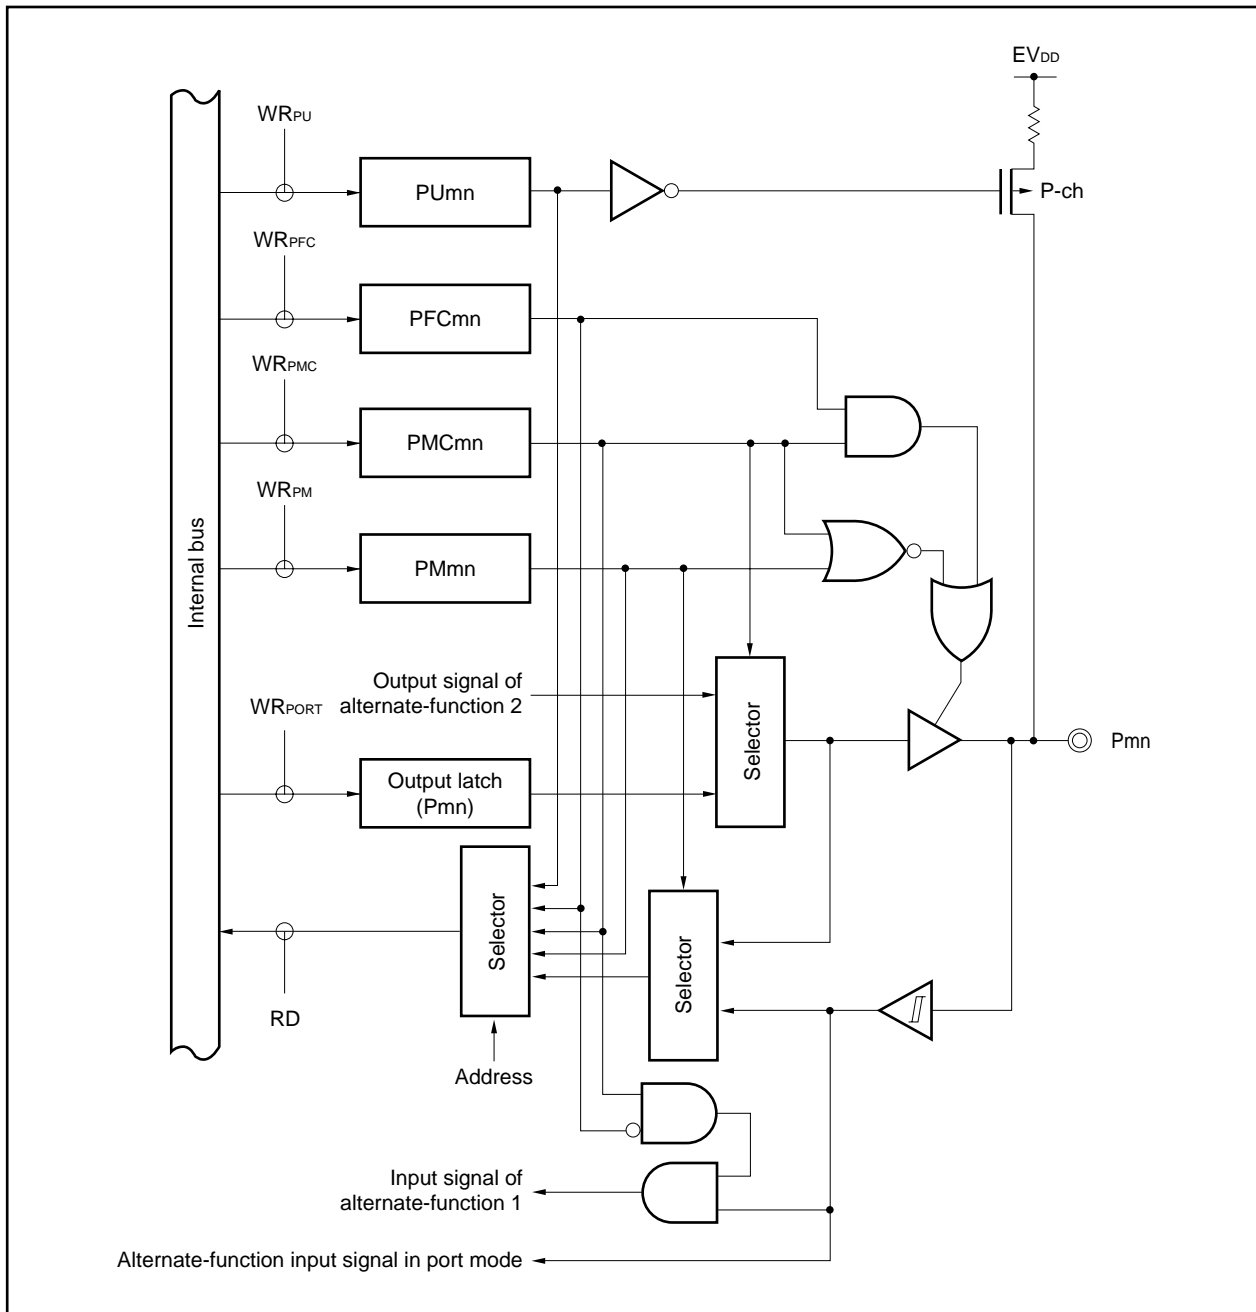 EVDD
WRPU
PUmn
P-ch
WRPFC
PFCmn
WRPMC
PMCmn
WRPM
PMmn
Internal bus
Output signal of
alternate-function 2
Selector
WRPORT
Pmn
Output latch
(Pmn)
Selector
Selector
RD
Address
Input signal of
alternate-function 1
Alternate-function input signal in port mode